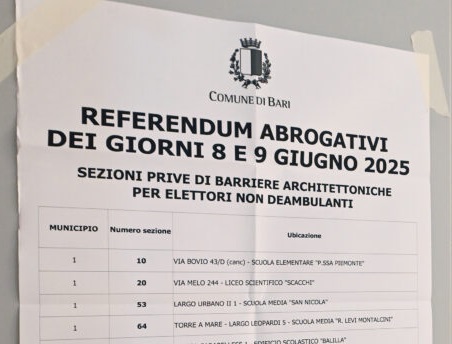 COMUNE DI BARI
REFERENDUM ABROGATIVI
DEI GIORNI 8 E 9 GIUGNO 2025
SEZIONI PRIVE DI BARRIERE ARCHITETTONICHE
PER ELETTORI NON DEAMBULANTI
MUNICIPIO Numero sezione Ubicazione
1 10 VIA BOVIO 43/D (canc) - SCUOLA ELEMENTARE "P.SSA PIEMONTE"
1 20 VIA MELO 244 - LICEO SCIENTIFICO "SCACCHI"
1 53 LARGO URBANO II 1 - SCUOLA MEDIA "SAN NICOLA"
1 64 TORRE A MARE - LARGO LEOPARDI 5 - SCUOLA MEDIA "R. LEVI MONTALCINI"
EDIFICIO SCOLASTICO "BALILLA"